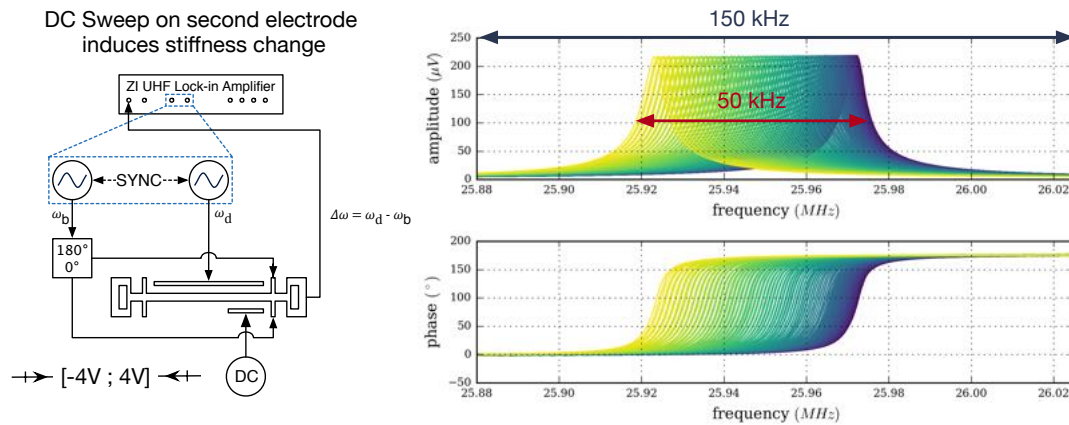 DC Sweep on second electrode
induces stiffness change
ZI UHF Lock-in Amplifier
SYNC
ωb
ωd
Δω = ωd - ωb
180°
0°
DC
[-4V ; 4V]
150 kHz
50 kHz
250
200
150
100
50
0
amplitude (μV)
25.88
25.90
25.92
25.94
25.96
25.98
26.00
26.02
frequency (MHz)
200
150
100
50
0
−50
phase (°)
25.88
25.90
25.92
25.94
25.96
25.98
26.00
26.02
frequency (MHz)